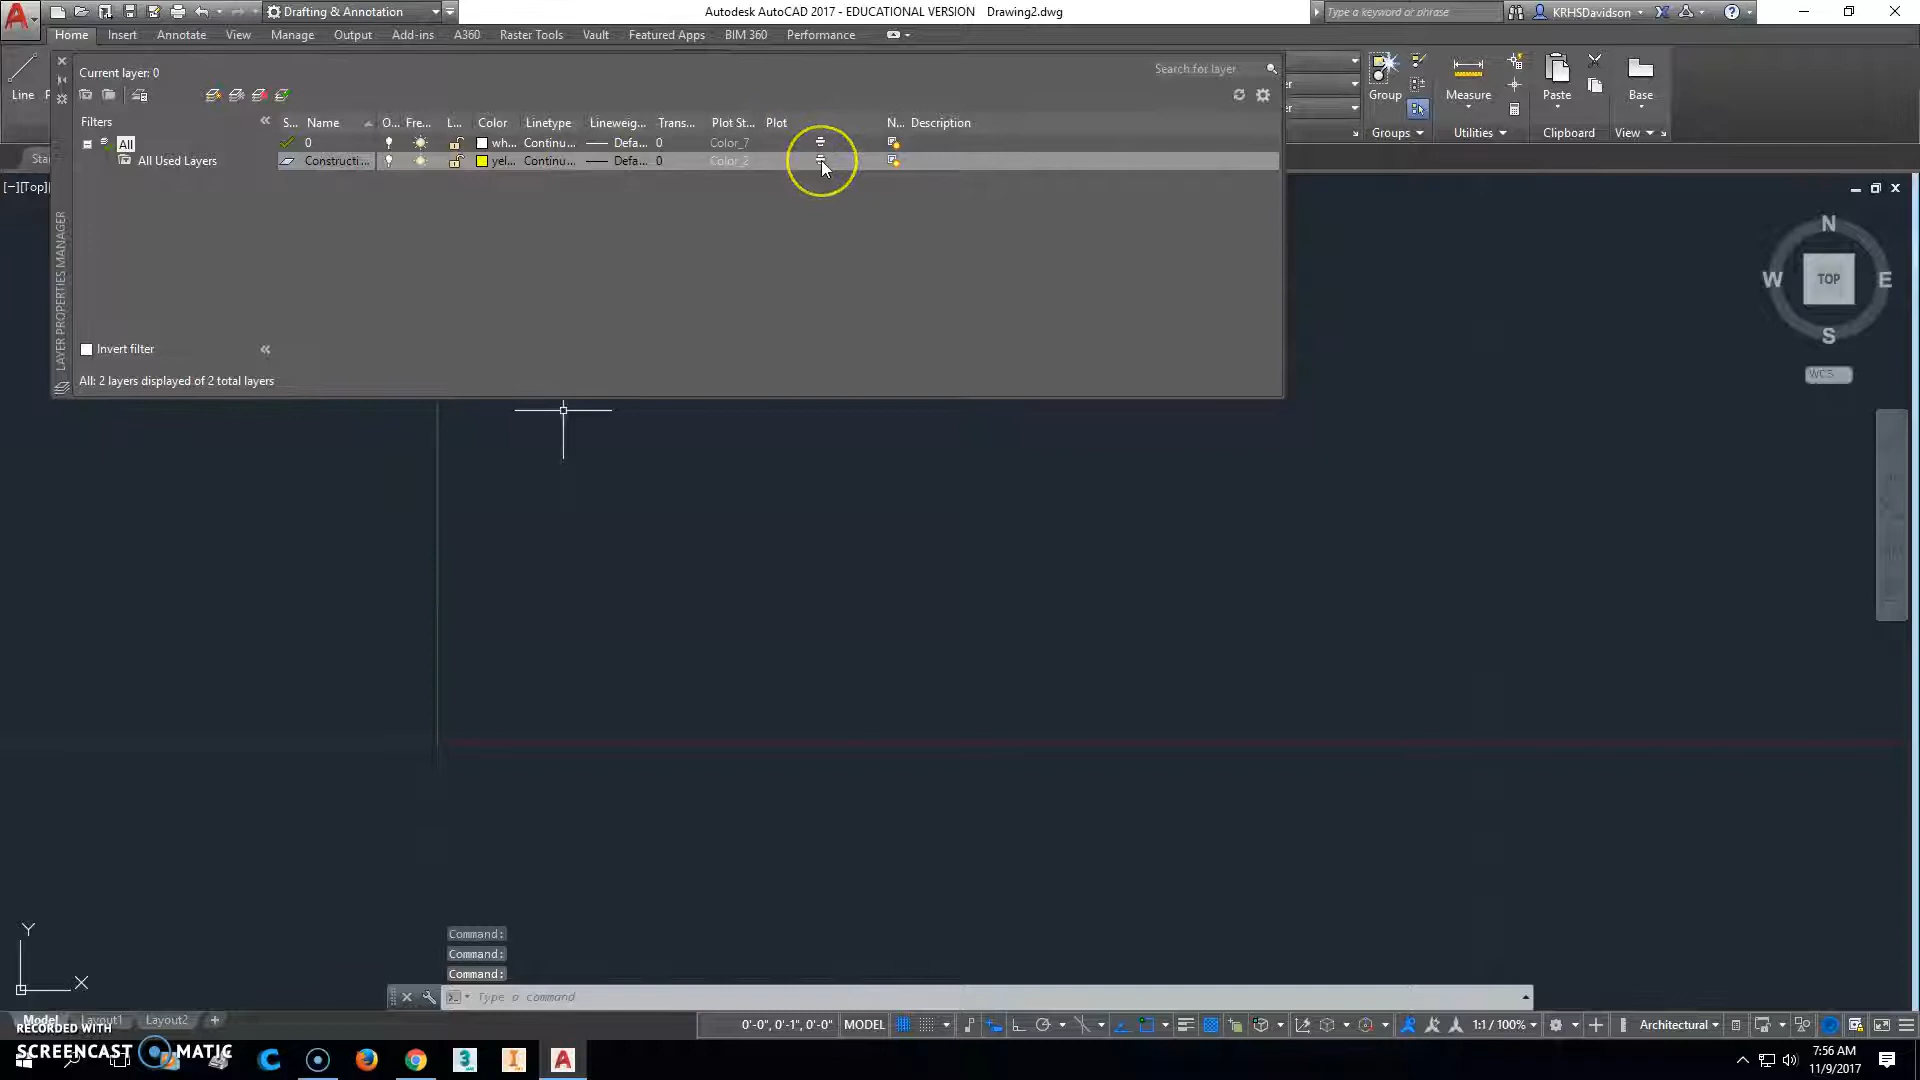 Drafting & Annotation
Autodesk AutoCAD 2017 - EDUCATIONAL VERSION Drawing2.dwg
Type a keyword or phrase
KRHSDavidson
Home Insert Annotate View Manage Output Add-ins A360 Raster Tools Vault Featured Apps BIM 360 Performance
Current layer: 0
Search for layer
Line
Group Measure Paste Base
Filters
S... Name O... Fre... L... Color Linetype Lineweig... Trans... Plot St... Plot N... Description
Groups Utilities Clipboard View
All
0 wh... Continu... Defa... 0 Color_7
All Used Layers
Constructi... yel... Continu... Defa... 0 Color_2
Sta
[−][Top]
LAYER PROPERTIES MANAGER
N
W TOP E
S
WCS
Invert filter
All: 2 layers displayed of 2 total layers
Y
X
Command:
Command:
Command:
Type a command
Model Layout1 Layout2 +
0'-0", 0'-1", 0'-0" MODEL
1:1 / 100%
Architectural
RECORDED WITH
SCREENCAST MATIC
7:56 AM
11/9/2017